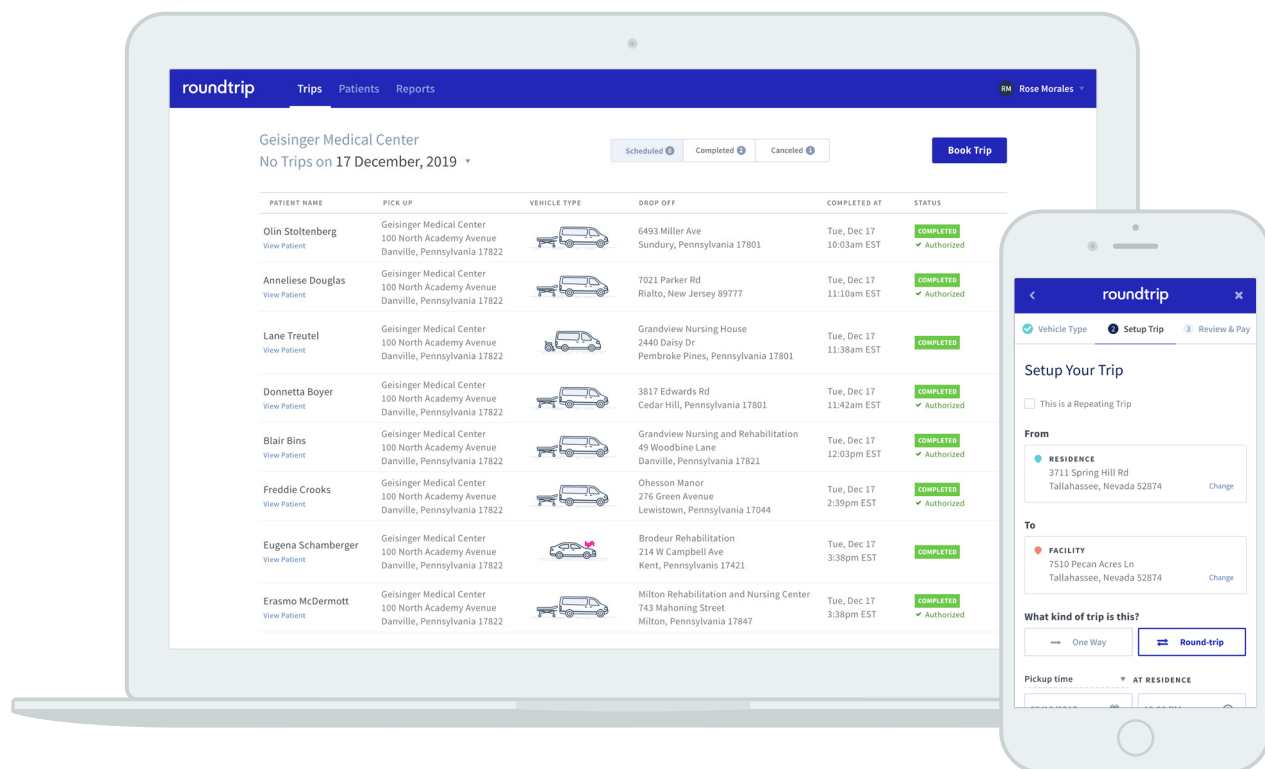 roundtrip
Trips
Patients
Reports
RM
Rose Morales
Geisinger Medical Center
No Trips on 17 December, 2019
Scheduled
Completed 2
Canceled
Book Trip
PATIENT NAME
PICK UP
VEHICLE TYPE
DROP OFF
COMPLETED AT
STATUS
Olin Stoltenberg
View Patient
Geisinger Medical Center
100 North Academy Avenue
Danville, Pennsylvania 17822
6493 Miller Ave
Sundury, Pennsylvania 17801
Tue, Dec 17
10:03am EST
COMPLETED
Authorized
Anneliese Douglas
View Patient
Geisinger Medical Center
100 North Academy Avenue
Danville, Pennsylvania 17822
7021 Parker Rd
Rialto, New Jersey 89777
Tue, Dec 17
11:10am EST
COMPLETED
Authorized
Lane Treutel
View Patient
Geisinger Medical Center
100 North Academy Avenue
Danville, Pennsylvania 17822
Grandview Nursing House
2440 Daisy Dr
Pembroke Pines, Pennsylvania 17801
Tue, Dec 17
11:38am EST
COMPLETED
Donnetta Boyer
View Patient
Geisinger Medical Center
100 North Academy Avenue
Danville, Pennsylvania 17822
3817 Edwards Rd
Cedar Hill, Pennsylvania 17801
Tue, Dec 17
11:42am EST
COMPLETED
Authorized
Blair Bins
View Patient
Geisinger Medical Center
100 North Academy Avenue
Danville, Pennsylvania 17822
Grandview Nursing and Rehabilitation
49 Woodbine Lane
Danville, Pennsylvania 17821
Tue, Dec 17
12:03pm EST
COMPLETED
Authorized
Freddie Crooks
View Patient
Geisinger Medical Center
100 North Academy Avenue
Danville, Pennsylvania 17822
Ohesson Manor
276 Green Avenue
Lewistown, Pennsylvania 17044
Tue, Dec 17
2:39pm EST
COMPLETED
Authorized
Eugena Schamberger
View Patient
Geisinger Medical Center
100 North Academy Avenue
Danville, Pennsylvania 17822
lyft
Brodeur Rehabilitation
214 W Campbell Ave
Kent, Pennsylvanis 17421
Tue, Dec 17
3:38pm EST
COMPLETED
Erasmo McDermott
View Patient
Geisinger Medical Center
100 North Academy Avenue
Danville, Pennsylvania 17822
Milton Rehabilitation and Nursing Center
743 Mahoning Street
Milton, Pennsylvania 17847
Tue, Dec 17
3:38pm EST
COMPLETED
Authorized
roundtrip
Vehicle Type
2 Setup Trip
3 Review & Pay
Setup Your Trip
This is a Repeating Trip
From
RESIDENCE
3711 Spring Hill Rd
Tallahassee, Nevada 52874
Change
To
FACILITY
7510 Pecan Acres Ln
Tallahassee, Nevada 52874
Change
What kind of trip is this?
One Way
Round-trip
Pickup time
AT RESIDENCE